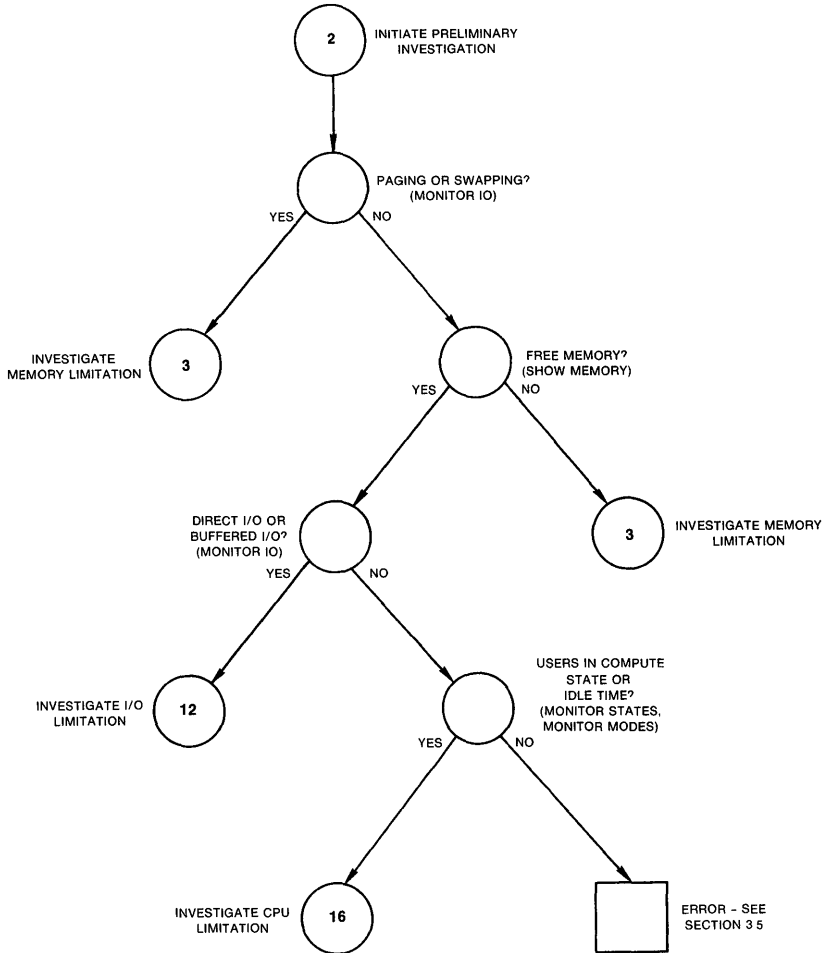 2
INITIATE PRELIMINARY
INVESTIGATION
PAGING OR SWAPPING?
(MONITOR IO)
YES
NO
INVESTIGATE
MEMORY LIMITATION
3
FREE MEMORY?
(SHOW MEMORY)
YES
NO
DIRECT I/O OR
BUFFERED I/O?
(MONITOR IO)
YES
NO
3
INVESTIGATE MEMORY
LIMITATION
INVESTIGATE I/O
LIMITATION
12
USERS IN COMPUTE
STATE OR
IDLE TIME?
(MONITOR STATES,
MONITOR MODES)
YES
NO
INVESTIGATE CPU
LIMITATION
16
ERROR - SEE
SECTION 3 5